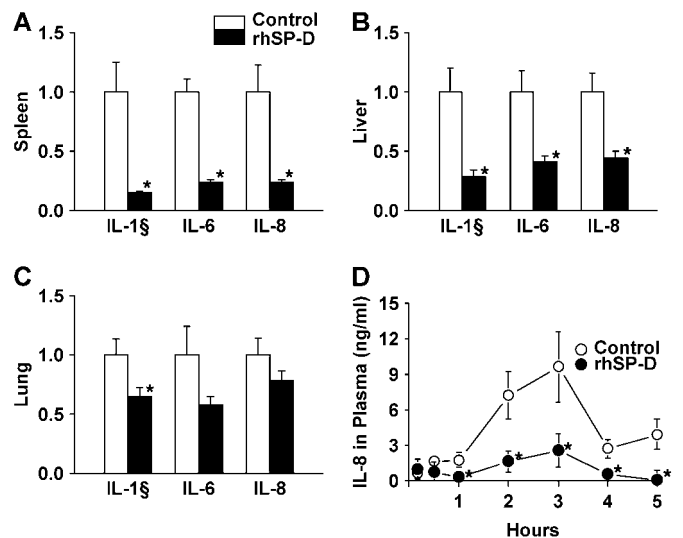 A
Control
rhSP-D
Spleen
1.5
1.0
0.5
0.0
*
*
*
IL-1§ IL-6 IL-8
B
Liver
1.5
1.0
0.5
0.0
*
*
*
IL-1§ IL-6 IL-8
C
Lung
1.5
1.0
0.5
0.0
*
IL-1§ IL-6 IL-8
D
IL-8 in Plasma (ng/ml)
15
12
9
6
3
0
Control
rhSP-D
*
*
*
*
*
1 2 3 4 5
Hours